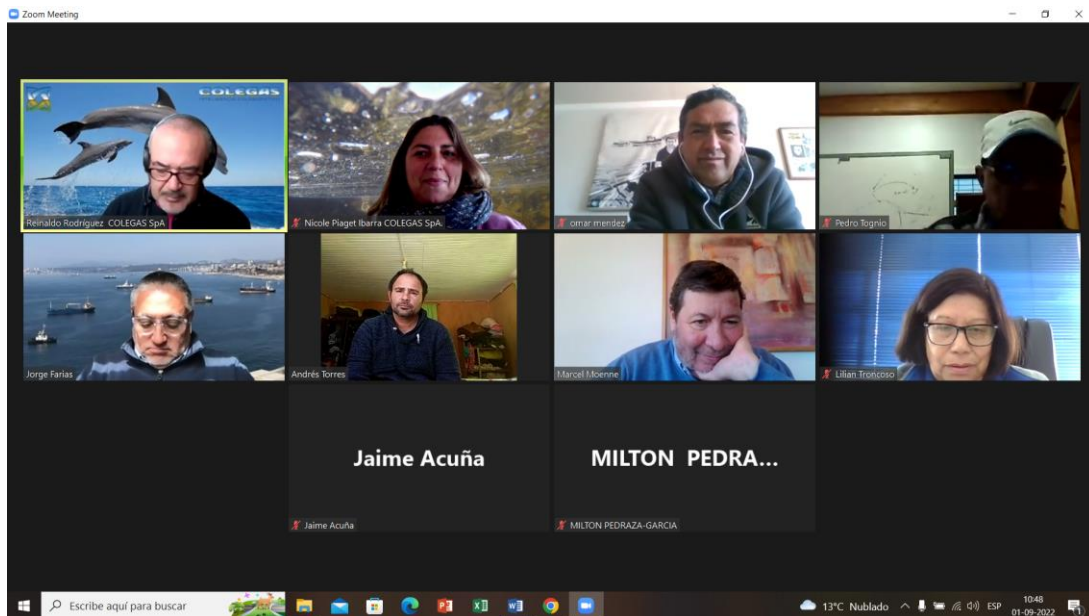 Zoom Meeting
COLEGAS
Reinaldo Rodríguez COLEGAS SpA
Nicole Piaget Ibarra COLEGAS SpA.
omar mendez
Pedro Tognio
Jorge Farias
Andrés Torres
Marcel Moenne
Lilian Troncoso
Jaime Acuña
MILTON PEDRA...
Jaime Acuña
MILTON PEDRAZA-GARCIA
Escribe aquí para buscar
13°C Nublado
ESP
10:48
01-09-2022